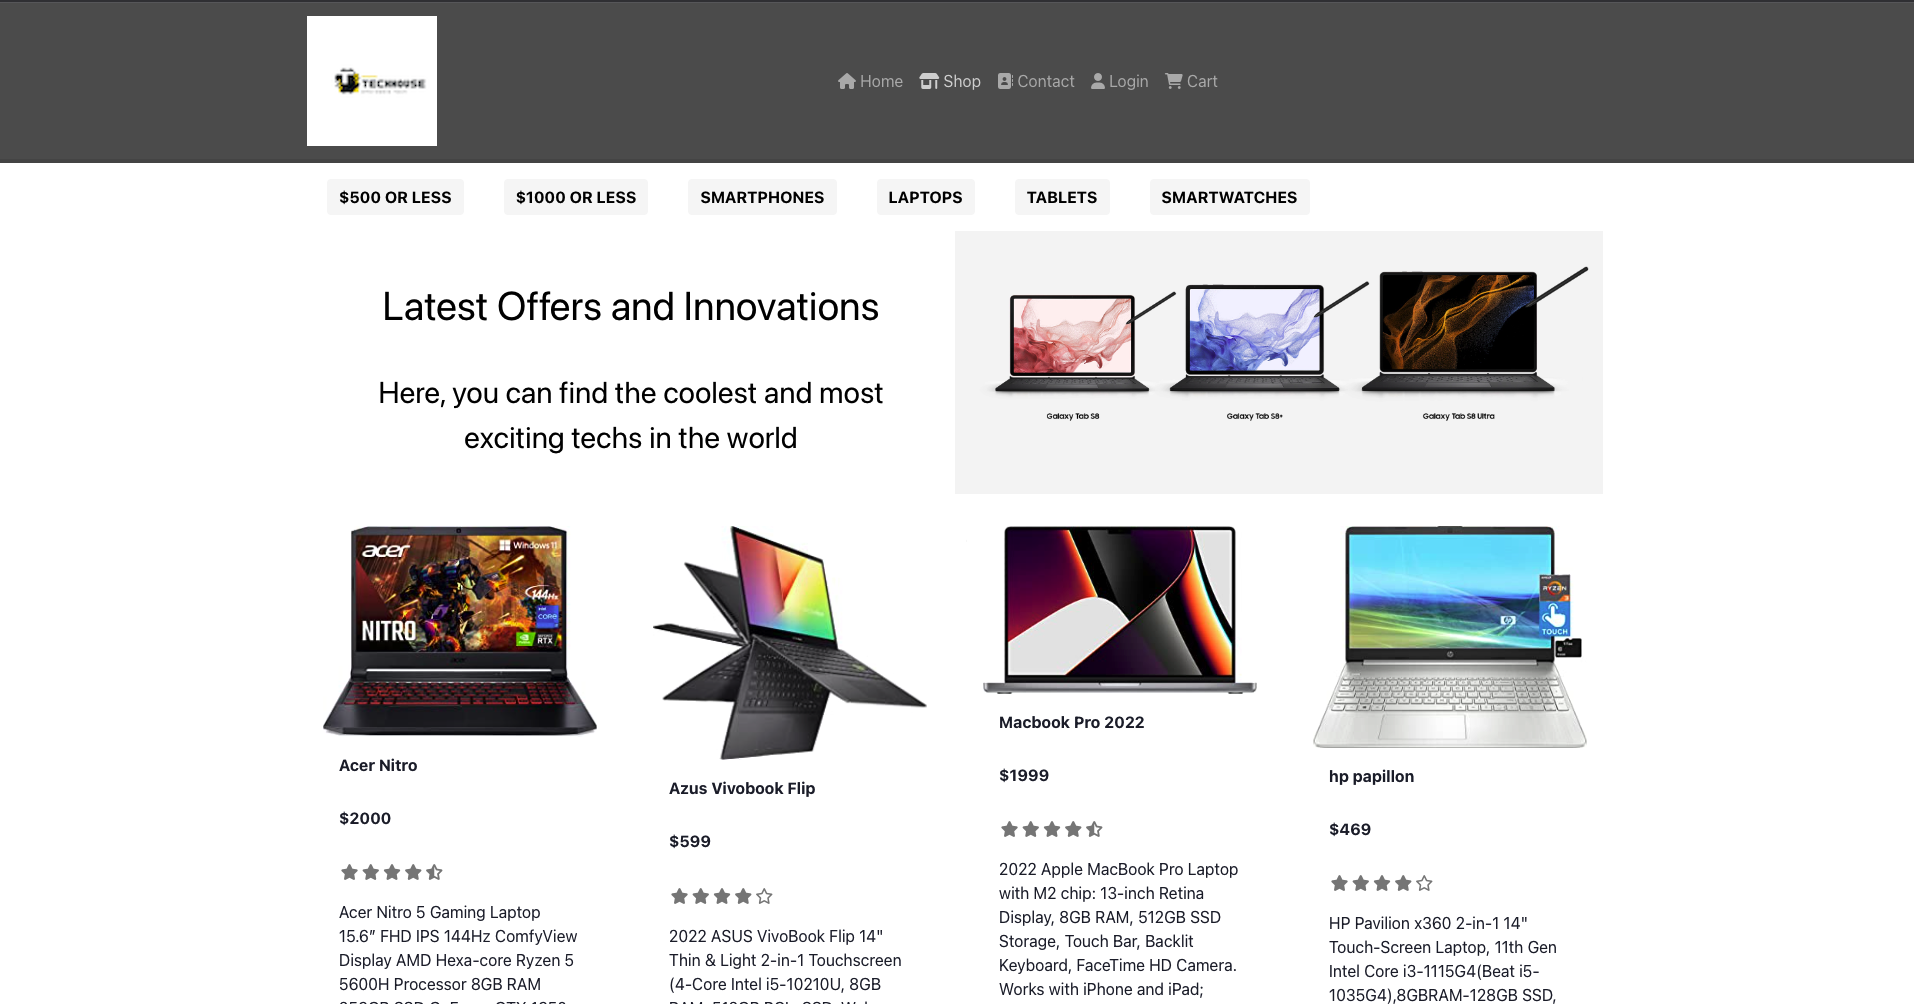 TECHHOUSE
Home Shop Contact Login Cart
$500 OR LESS $1000 OR LESS SMARTPHONES LAPTOPS TABLETS SMARTWATCHES
Latest Offers and Innovations
Here, you can find the coolest and most
exciting techs in the world
Galaxy Tab S8 Galaxy Tab S8+ Galaxy Tab S8 Ultra
acer
Windows 11
144Hz
intel
CORE
NITRO
RTX
RYZEN
TOUCH
hp
Acer Nitro
$2000
Acer Nitro 5 Gaming Laptop
15.6” FHD IPS 144Hz ComfyView
Display AMD Hexa-core Ryzen 5
5600H Processor 8GB RAM
Azus Vivobook Flip
$599
2022 ASUS VivoBook Flip 14"
Thin & Light 2-in-1 Touchscreen
(4-Core Intel i5-10210U, 8GB
Macbook Pro 2022
$1999
2022 Apple MacBook Pro Laptop
with M2 chip: 13-inch Retina
Display, 8GB RAM, 512GB SSD
Storage, Touch Bar, Backlit
Keyboard, FaceTime HD Camera.
Works with iPhone and iPad;
hp papillon
$469
HP Pavilion x360 2-in-1 14"
Touch-Screen Laptop, 11th Gen
Intel Core i3-1115G4(Beat i5-
1035G4),8GBRAM-128GB SSD,